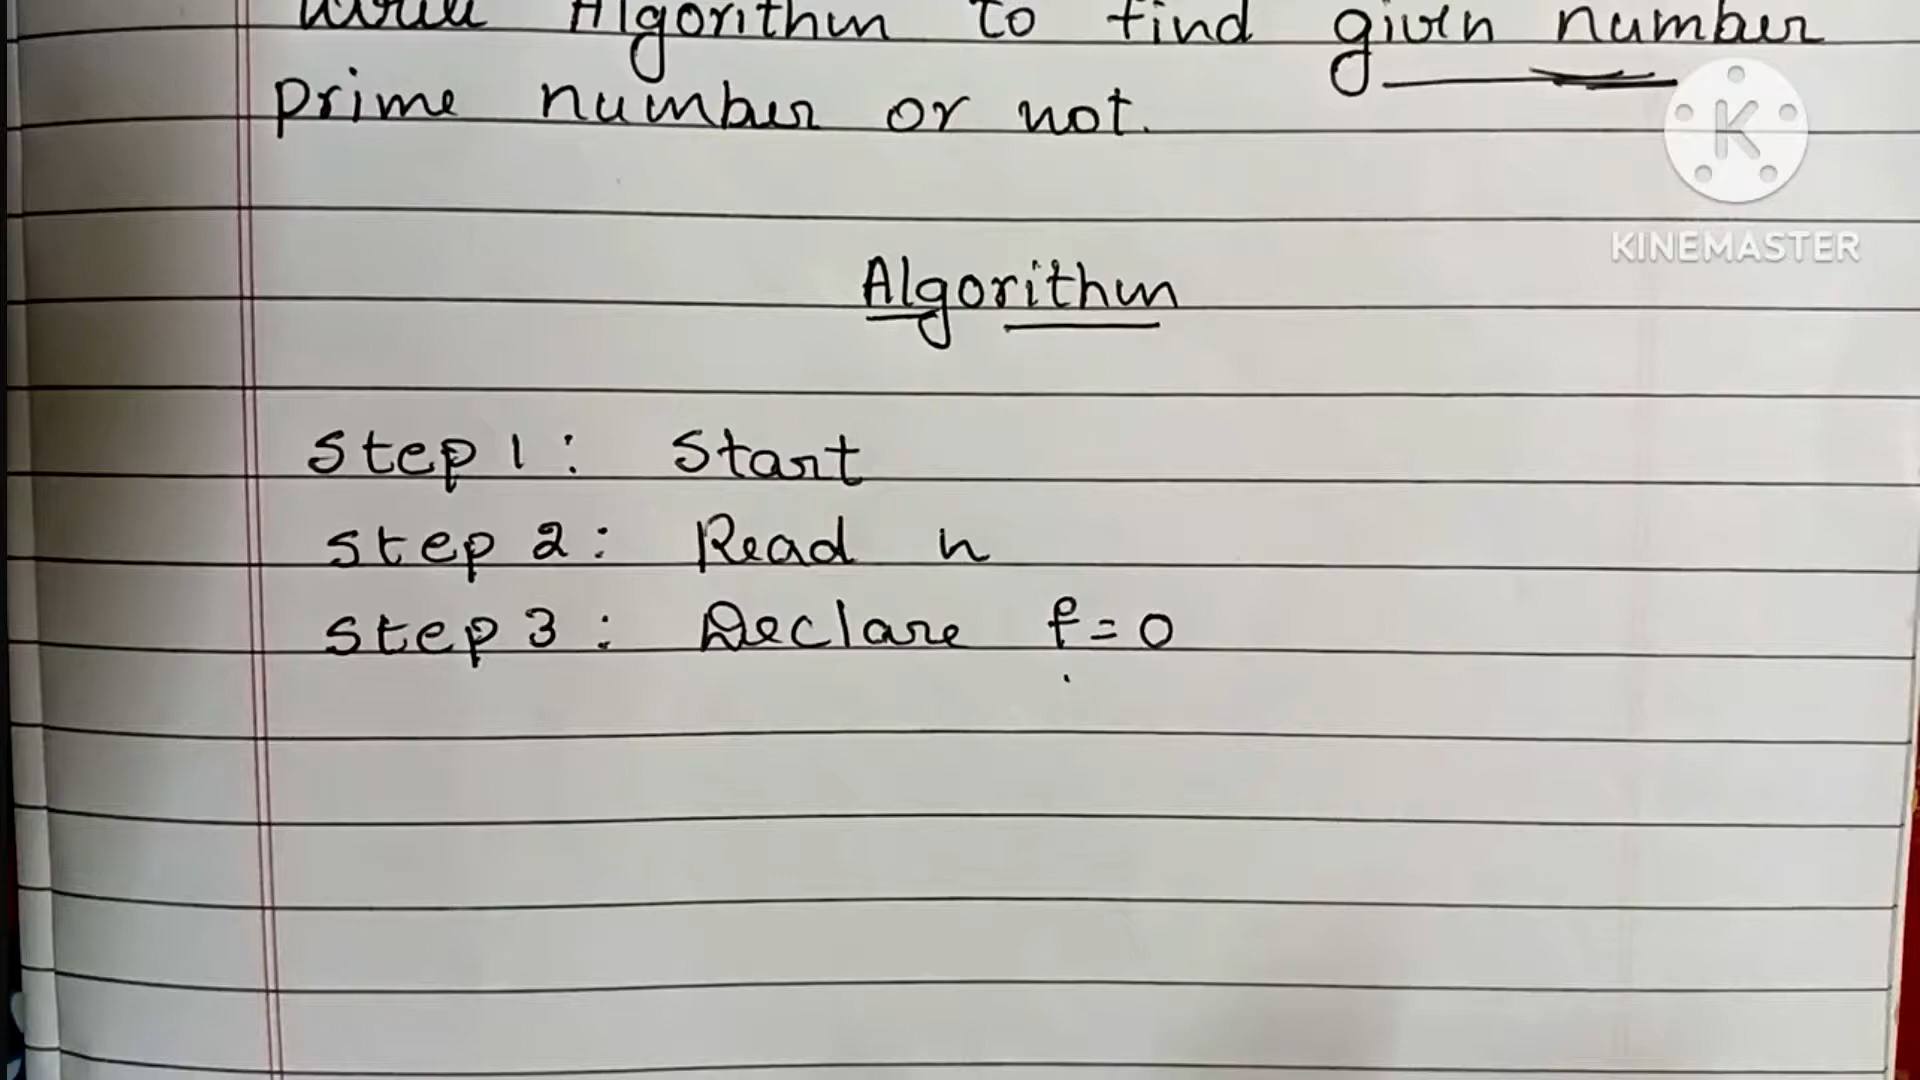 Write Algorithm to find given number
prime number or not.
K
KINEMASTER
Algorithm
Step 1 : Start
Step 2 : Read n
Step 3 : Declare f=0